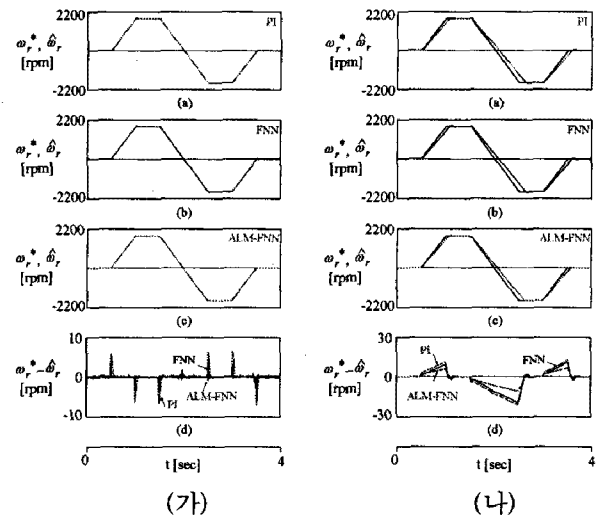 2200
ω_r*, ω̂_r
[rpm]
-2200
PI
(a)
2200
ω_r*, ω̂_r
[rpm]
-2200
FNN
(b)
2200
ω_r*, ω̂_r
[rpm]
-2200
ALM-FNN
(c)
10
ω_r*-ω̂_r
0
[rpm]
-10
FNN
ALM-FNN
PI
(d)
0
4
t [sec]
(가)
2200
ω_r*, ω̂_r
[rpm]
-2200
PI
(a)
2200
ω_r*, ω̂_r
[rpm]
-2200
FNN
(b)
2200
ω_r*, ω̂_r
[rpm]
-2200
ALM-FNN
(c)
30
ω_r*-ω̂_r
0
[rpm]
-30
PI
FNN
ALM-FNN
(d)
0
4
t [sec]
(나)